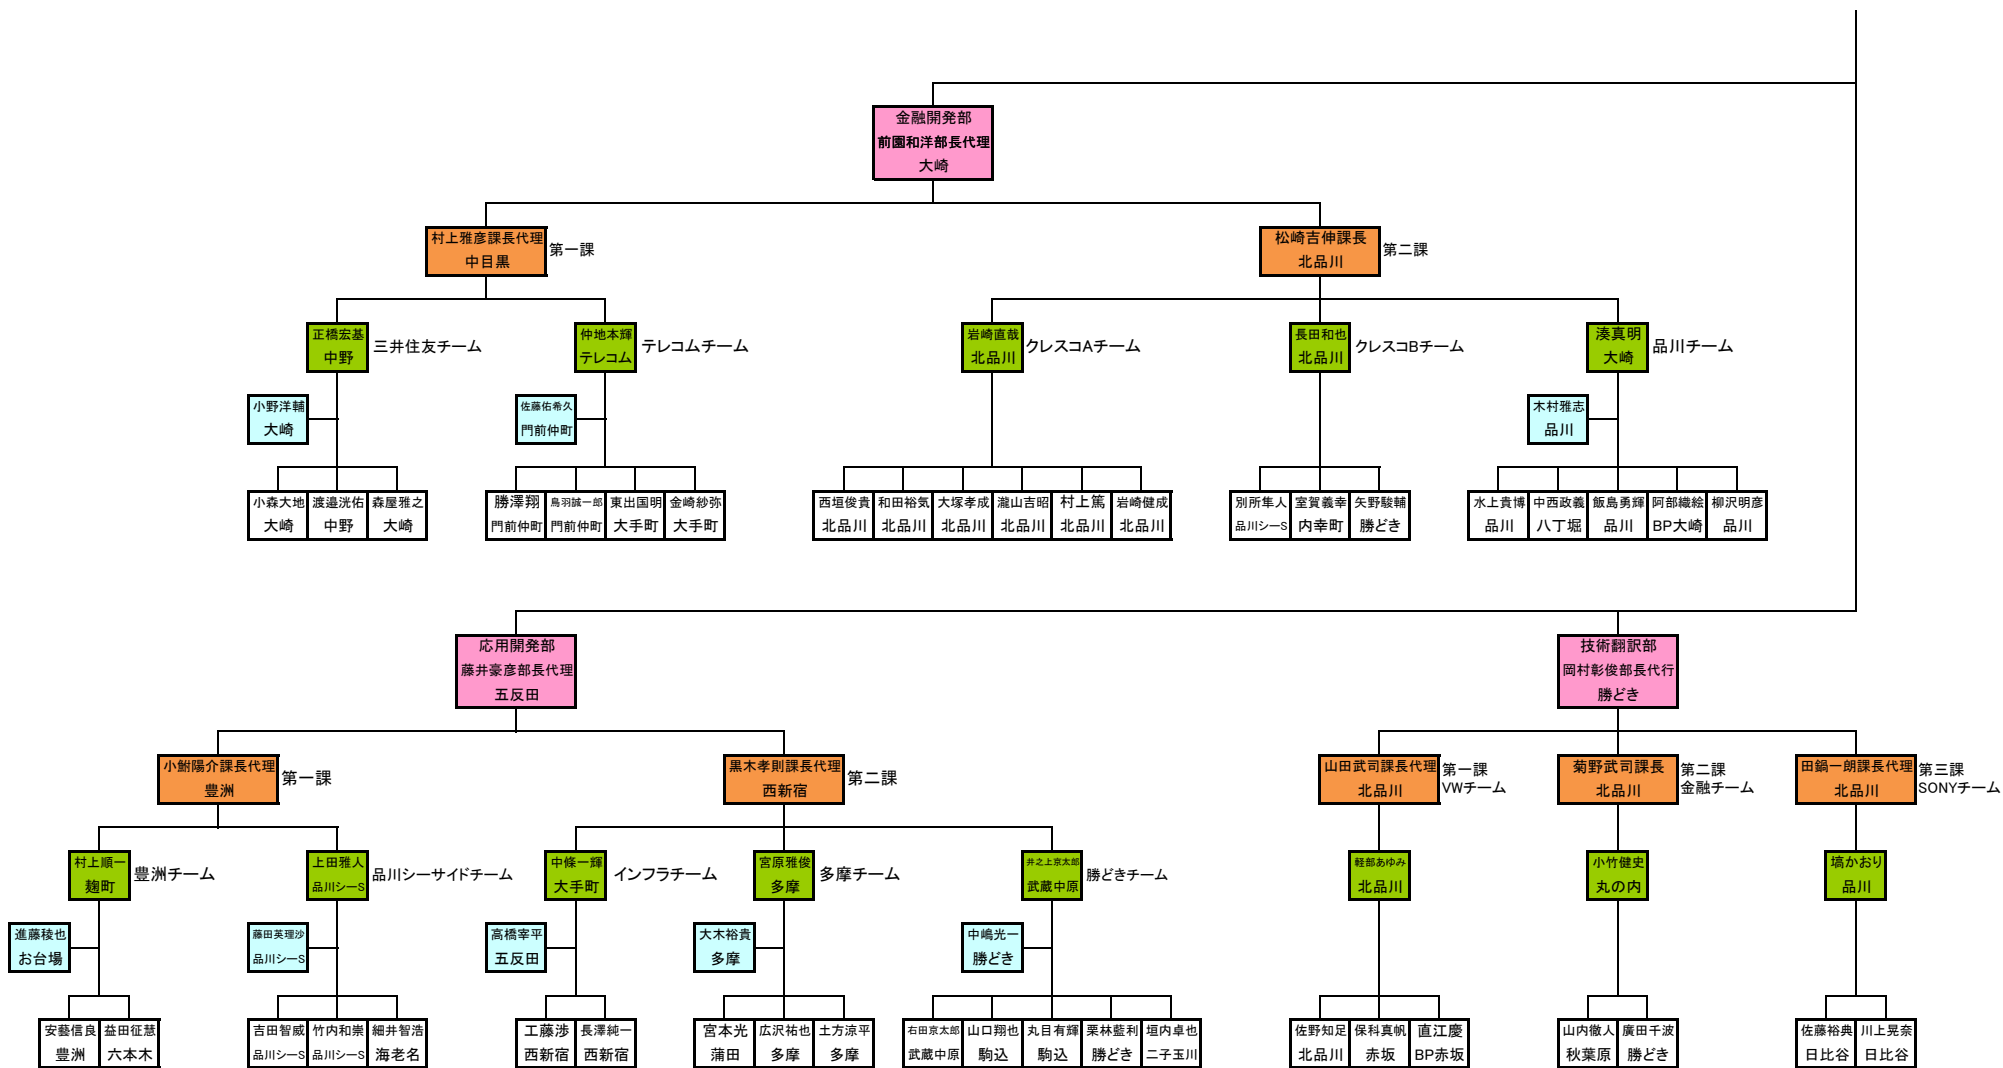 金融開発部
前園和洋部長代理
大崎
村上雅彦課長代理
中目黒
第一課
松崎吉伸課長
北品川
第二課
正橋宏基
中野
三井住友チーム
仲地本輝
テレコム
テレコムチーム
岩崎直哉
北品川
クレスコAチーム
長田和也
北品川
クレスコBチーム
湊真明
大崎
品川チーム
小野洋輔
大崎
佐藤佑希久
門前仲町
木村雅志
品川
小森大地
大崎
渡邉洸佑
中野
森屋雅之
大崎
勝澤翔
門前仲町
鳥羽誠一郎
門前仲町
東出国明
大手町
金崎紗弥
大手町
西垣俊貴
北品川
和田裕気
北品川
大塚孝成
北品川
瀧山吉昭
北品川
村上篤
北品川
岩崎健成
北品川
別所隼人
品川シーS
室賀義幸
内幸町
矢野駿輔
勝どき
水上貴博
品川
中西政義
八丁堀
飯島勇輝
品川
阿部織絵
BP大崎
柳沢明彦
品川
応用開発部
藤井豪彦部長代理
五反田
技術翻訳部
岡村彰俊部長代行
勝どき
小鮒陽介課長代理
豊洲
第一課
黒木孝則課長代理
西新宿
第二課
山田武司課長代理
北品川
第一課
VWチーム
菊野武司課長
北品川
第二課
金融チーム
田鍋一朗課長代理
北品川
第三課
SONYチーム
村上順一
麹町
豊洲チーム
上田雅人
品川シーS
品川シーサイドチーム
中條一輝
大手町
インフラチーム
宮原雅俊
多摩
多摩チーム
井之上京太郎
武蔵中原
勝どきチーム
軽部あゆみ
北品川
小竹健史
丸の内
塙かおり
品川
進藤稜也
お台場
藤田英理沙
品川シーS
高橋宰平
五反田
大木裕貴
多摩
中嶋光一
勝どき
安藝信良
豊洲
益田征慧
六本木
吉田智威
品川シーS
竹内和崇
品川シーS
細井智浩
海老名
工藤渉
西新宿
長澤純一
西新宿
宮本光
蒲田
広沢祐也
多摩
土方涼平
多摩
右田京太郎
武蔵中原
山口翔也
駒込
丸目有輝
駒込
栗林藍利
勝どき
垣内卓也
二子玉川
佐野知足
北品川
保科真帆
赤坂
直江慶
BP赤坂
山内徹人
秋葉原
廣田千波
勝どき
佐藤裕典
日比谷
川上晃奈
日比谷